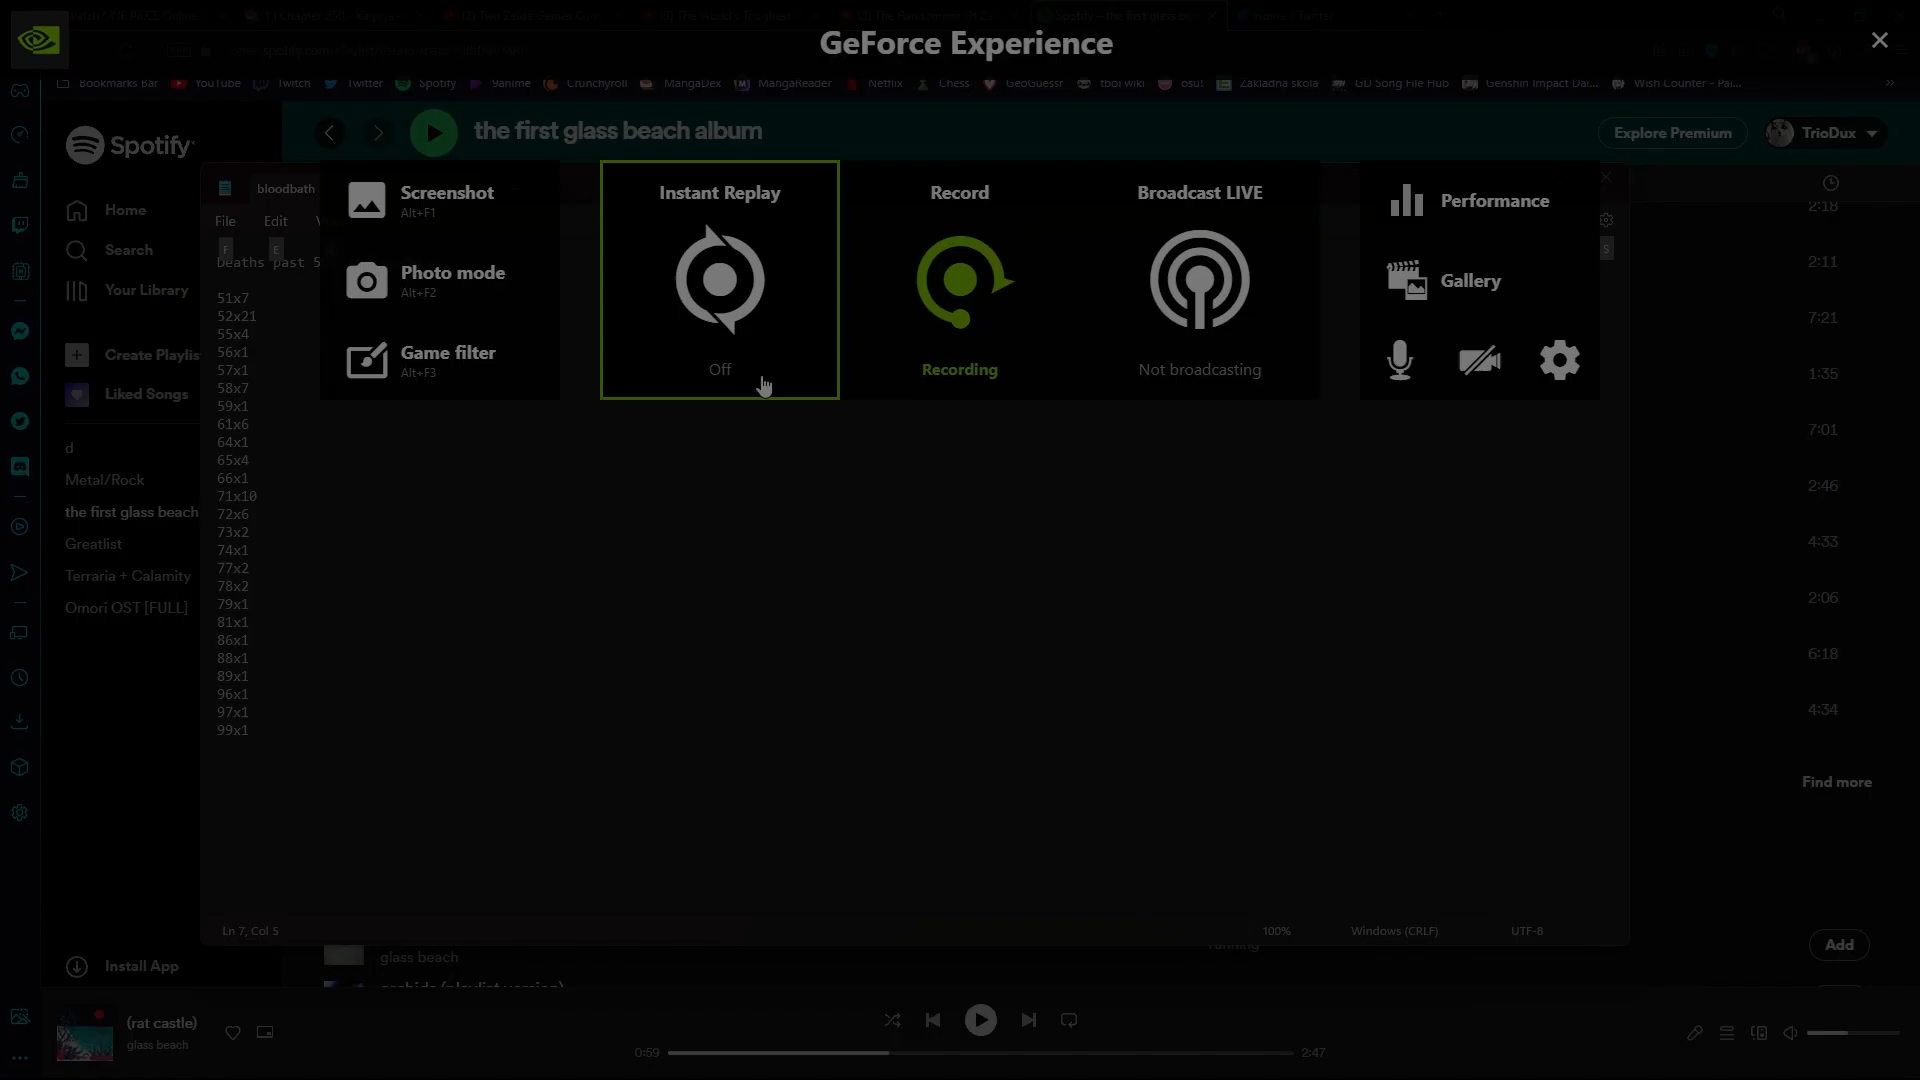 GeForce Experience
Bookmarks Bar YouTube Twitch Twitter Spotify 9anime Crunchyroll MangaDex MangaReader Netflix Chess GeoGuessr tboi wiki osu! Základná škola GD Song File Hub Genshin Impact Dai... Wish Counter - Pai...
Spotify
the first glass beach album
Explore Premium
TrioDux
Home
Search
Your Library
Create Playlis
Liked Songs
d
Metal/Rock
the first glass beach
Greatlist
Terraria + Calamity
Omori OST [FULL]
Install App
bloodbath
File Edit
F E
S
Deaths past 5
51x7
52x21
55x4
56x1
57x1
58x7
59x1
61x6
64x1
65x4
66x1
71x10
72x6
73x2
74x1
77x2
78x2
79x1
81x1
86x1
88x1
89x1
96x1
97x1
99x1
Ln 7, Col 5
100%
Windows (CRLF)
UTF-8
Screenshot
Alt+F1
Photo mode
Alt+F2
Game filter
Alt+F3
Instant Replay
Off
Record
Recording
Broadcast LIVE
Not broadcasting
Performance
Gallery
2:18
2:11
7:21
1:35
7:01
2:46
4:33
2:06
6:18
4:34
Find more
glass beach
running
Add
orchids (playlist version)
(rat castle)
glass beach
0:59
2:47